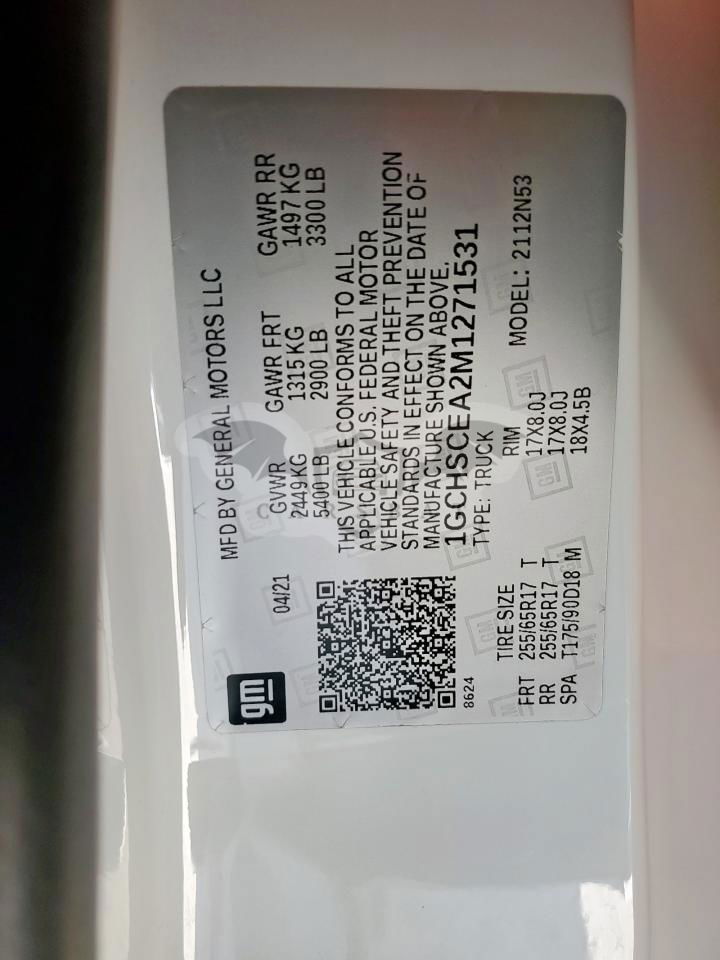 gm
04/21
MFD BY GENERAL MOTORS LLC
GVWR GAWR FRT GAWR RR
2449 KG 1315 KG 1497 KG
5400 LB 2900 LB 3300 LB
THIS VEHICLE CONFORMS TO ALL
APPLICABLE U.S. FEDERAL MOTOR
VEHICLE SAFETY AND THEFT PREVENTION
STANDARDS IN EFFECT ON THE DATE OF
MANUFACTURE SHOWN ABOVE.
1GCHSCEA2M1271531
8624
TYPE: TRUCK
MODEL: 2112N53
TIRE SIZE RIM
FRT 255/65R17 T 17X8.0J
RR 255/65R17 T 17X8.0J
SPA T175/90D18 M 18X4.5B